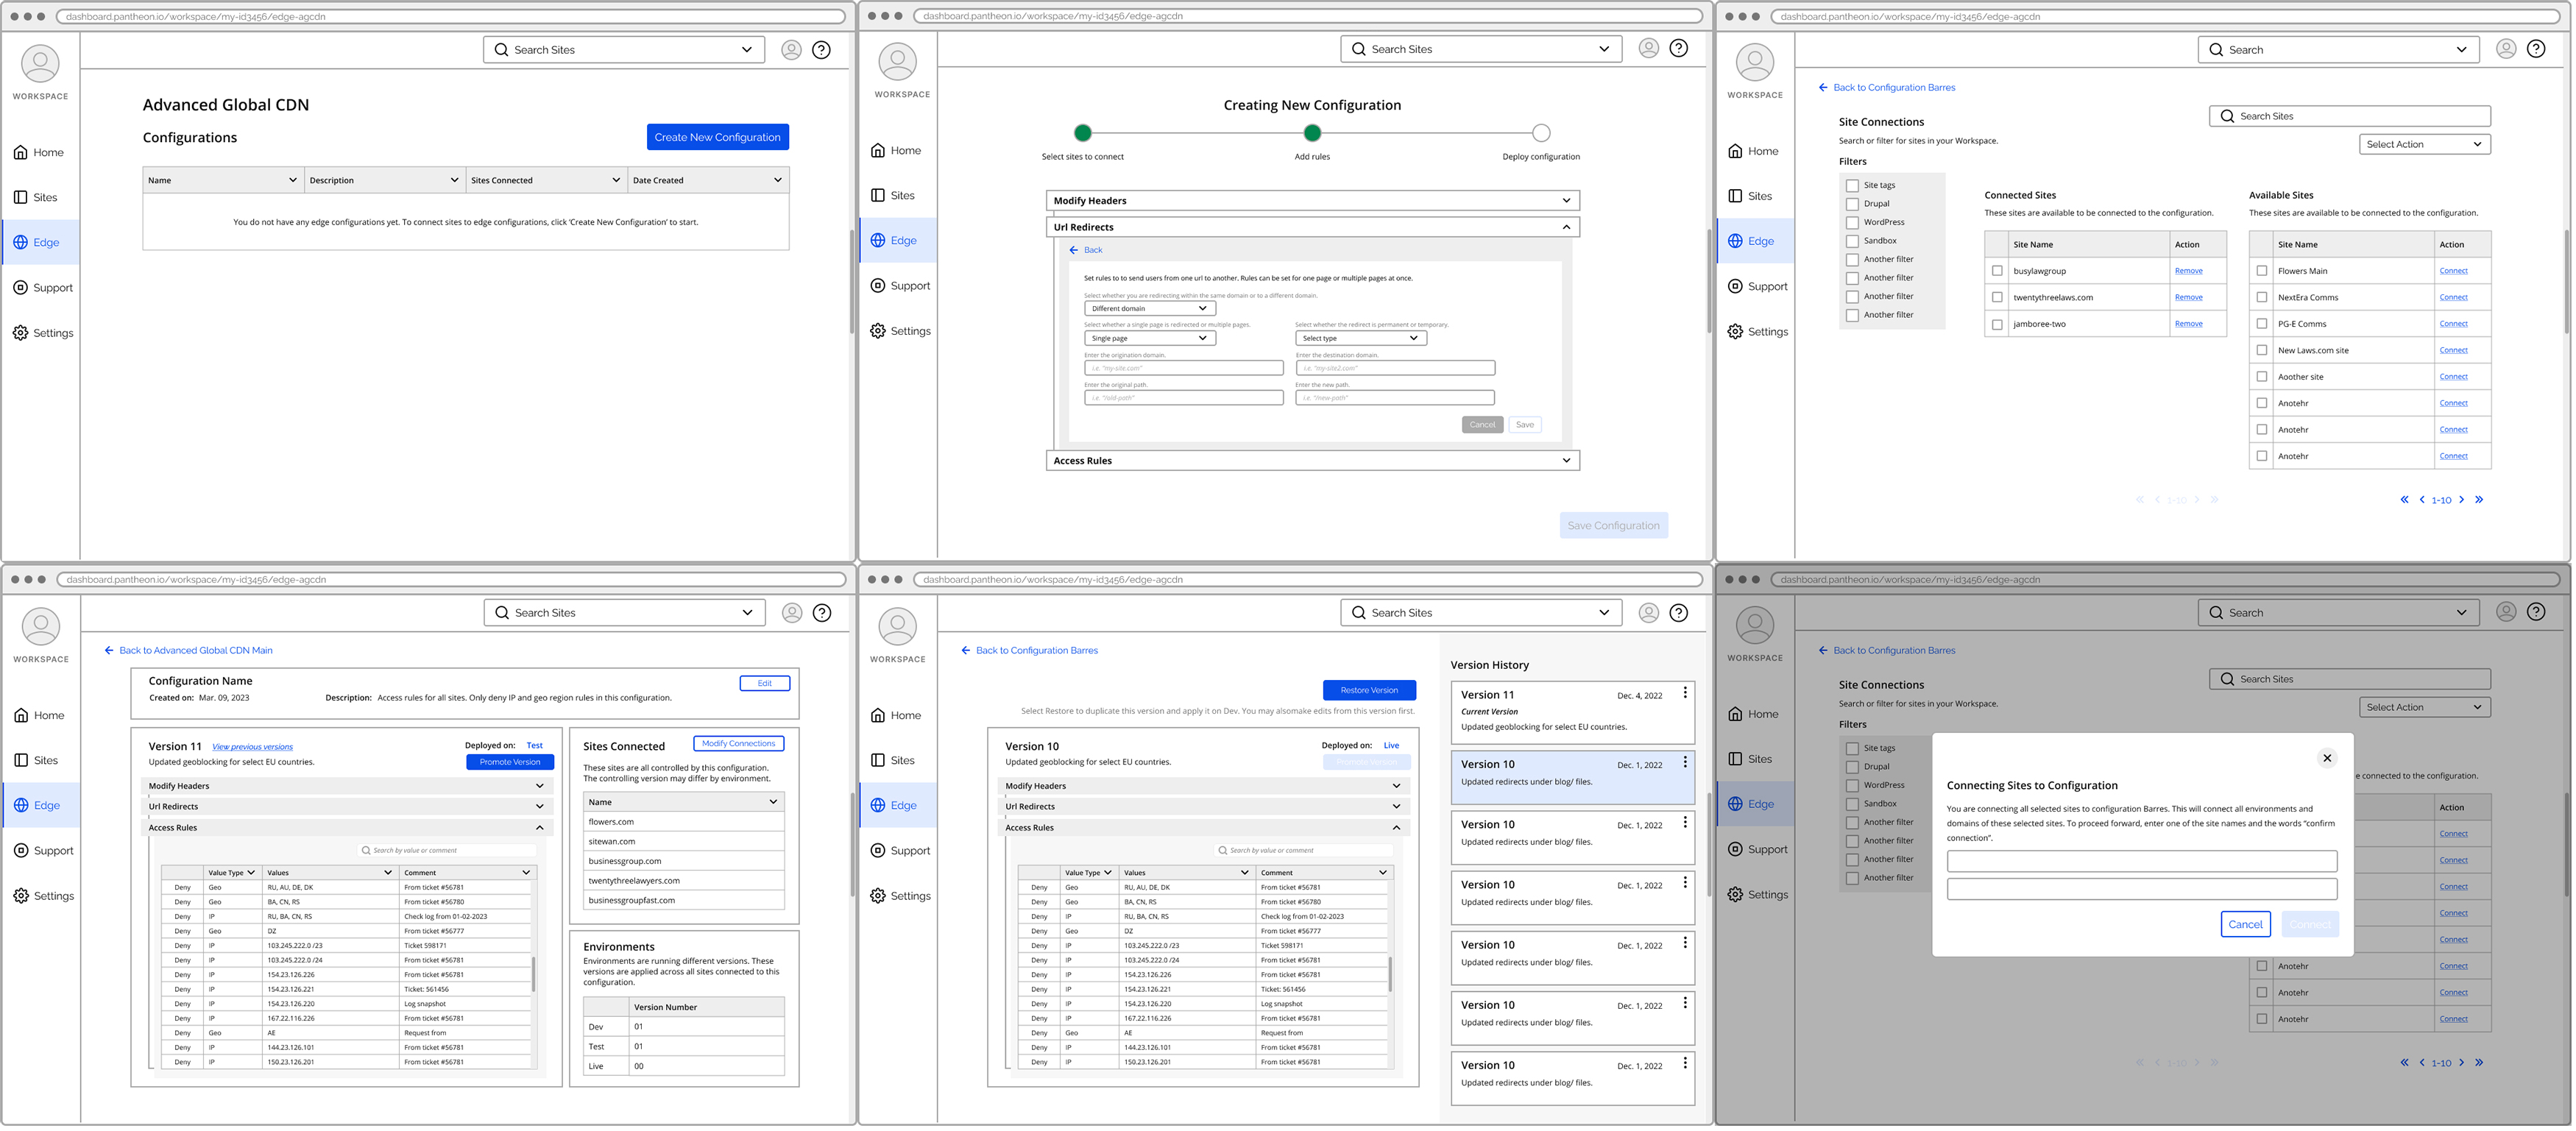 dashboard.pantheon.io/workspace/my-id3456/edge-agcdn
Search Sites
WORKSPACE
Home
Sites
Edge
Support
Settings
Advanced Global CDN
Configurations
Create New Configuration
Name Description Sites Connected Date Created
You do not have any edge configurations yet. To connect sites to edge configurations, click 'Create New Configuration' to start.
dashboard.pantheon.io/workspace/my-id3456/edge-agcdn
Search Sites
WORKSPACE
Home
Sites
Edge
Support
Settings
Creating New Configuration
Select sites to connect Add rules Deploy configuration
Modify Headers
Url Redirects
Back
Set rules to to send users from one url to another. Rules can be set for one page or multiple pages at once.
Select whether you are redirecting within the same domain or to a different domain.
Different domain
Select whether a single page is redirected or multiple pages. Select whether the redirect is permanent or temporary.
Single page Select type
Enter the origination domain. Enter the destination domain.
i.e. "my-site.com" i.e. "my-site2.com"
Enter the original path. Enter the new path.
i.e. "/old-path" i.e. "/new-path"
Cancel Save
Access Rules
Save Configuration
dashboard.pantheon.io/workspace/my-id3456/edge-agcdn
Search
WORKSPACE
Home
Sites
Edge
Support
Settings
Back to Configuration Barres
Search Sites
Site Connections
Search or filter for sites in your Workspace.
Select Action
Filters
Site tags
Drupal
WordPress
Sandbox
Another filter
Another filter
Another filter
Another filter
Connected Sites
These sites are available to be connected to the configuration.
Site Name Action
busylawgroup Remove
twentythreelaws.com Remove
jamboree-two Remove
1-10
Available Sites
These sites are available to be connected to the configuration.
Site Name Action
Flowers Main Connect
NextEra Comms Connect
PG-E Comms Connect
New Laws.com site Connect
Aoother site Connect
Anotehr Connect
Anotehr Connect
Anotehr Connect
1-10
dashboard.pantheon.io/workspace/my-id3456/edge-agcdn
Search Sites
WORKSPACE
Home
Sites
Edge
Support
Settings
Back to Advanced Global CDN Main
Configuration Name
Edit
Created on: Mar. 09, 2023 Description: Access rules for all sites. Only deny IP and geo region rules in this configuration.
Version 11 View previous versions Deployed on: Test
Updated geoblocking for select EU countries. Promote Version
Modify Headers
Url Redirects
Access Rules
Search by value or comment
Value Type Values Comment
Deny Geo RU, AU, DE, DK From ticket #56781
Deny Geo BA, CN, RS From ticket #56780
Deny IP RU, BA, CN, RS Check log from 01-02-2023
Deny Geo DZ From ticket #56777
Deny IP 103.245.222.0 /23 Ticket 598171
Deny IP 103.245.222.0 /24 From ticket #56781
Deny IP 154.23.126.226 From ticket #56781
Deny IP 154.23.126.221 Ticket: 561456
Deny IP 154.23.126.220 Log snapshot
Deny IP 167.22.116.226 From ticket #56781
Deny Geo AE Request from
Deny IP 144.23.126.101 From ticket #56781
Deny IP 150.23.126.201 From ticket #56781
Sites Connected Modify Connections
These sites are all controlled by this configuration.
The controlling version may differ by environment.
Name
flowers.com
sitewan.com
businessgroup.com
twentythreelawyers.com
businessgroupfast.com
Environments
Environments are running different versions. These
versions are applied across all sites connected to this
configuration.
Version Number
Dev 01
Test 01
Live 00
dashboard.pantheon.io/workspace/my-id3456/edge-agcdn
Search Sites
WORKSPACE
Home
Sites
Edge
Support
Settings
Back to Configuration Barres
Restore Version
Select Restore to duplicate this version and apply it on Dev. You may alsomake edits from this version first.
Version 10 Deployed on: Live
Updated geoblocking for select EU countries. Promote Version
Modify Headers
Url Redirects
Access Rules
Search by value or comment
Value Type Values Comment
Deny Geo RU, AU, DE, DK From ticket #56781
Deny Geo BA, CN, RS From ticket #56780
Deny IP RU, BA, CN, RS Check log from 01-02-2023
Deny Geo DZ From ticket #56777
Deny IP 103.245.222.0 /23 Ticket 598171
Deny IP 103.245.222.0 /24 From ticket #56781
Deny IP 154.23.126.226 From ticket #56781
Deny IP 154.23.126.221 Ticket: 561456
Deny IP 154.23.126.220 Log snapshot
Deny IP 167.22.116.226 From ticket #56781
Deny Geo AE Request from
Deny IP 144.23.126.101 From ticket #56781
Deny IP 150.23.126.201 From ticket #56781
Version History
Version 11 Dec. 4, 2022
Current Version
Updated geoblocking for select EU countries.
Version 10 Dec. 1, 2022
Updated redirects under blog/ files.
Version 10 Dec. 1, 2022
Updated redirects under blog/ files.
Version 10 Dec. 1, 2022
Updated redirects under blog/ files.
Version 10 Dec. 1, 2022
Updated redirects under blog/ files.
Version 10 Dec. 1, 2022
Updated redirects under blog/ files.
Version 10 Dec. 1, 2022
Updated redirects under blog/ files.
dashboard.pantheon.io/workspace/my-id3456/edge-agcdn
Search
WORKSPACE
Home
Sites
Edge
Support
Settings
Back to Configuration Barres
Search Sites
Site Connections
Search or filter for sites in your Workspace.
Select Action
Filters
Site tags
Drupal
WordPress
Sandbox
Another filter
Another filter
Another filter
Another filter
e connected to the configuration.
Action
Connect
Connect
Connect
Connect
Connect
Anotehr Connect
Anotehr Connect
Anotehr Connect
1-10
1-10
Connecting Sites to Configuration
You are connecting all selected sites to configuration Barres. This will connect all environments and
domains of these selected sites. To proceed forward, enter one of the site names and the words "confirm
connection".
Cancel Connect